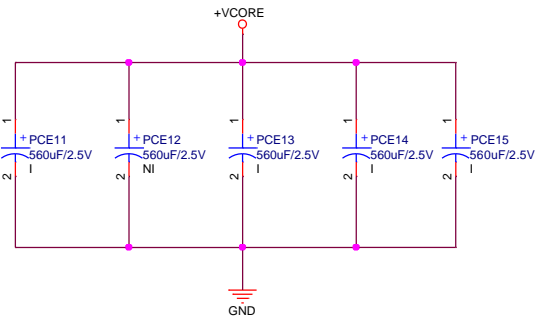 +VCORE
1 1 1 1 1
+ PCE11 + PCE12 + PCE13 + PCE14 + PCE15
560uF/2.5V 560uF/2.5V 560uF/2.5V 560uF/2.5V 560uF/2.5V
2 I 2 NI 2 I 2 I 2 I
GND